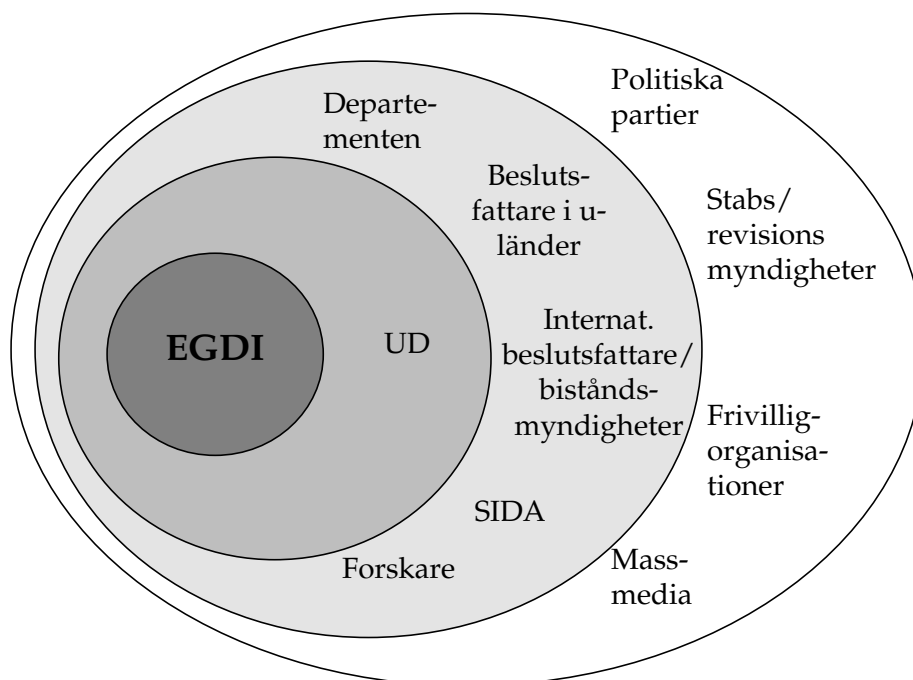 Politiska
partier
Departe-
menten
Besluts-
fattare i u-
länder
Stabs/
revisions
myndigheter
EGDI
UD
Internat.
beslutsfattare/
bistånds-
myndigheter
Frivillig-
organisa-
tioner
SIDA
Forskare
Mass-
media